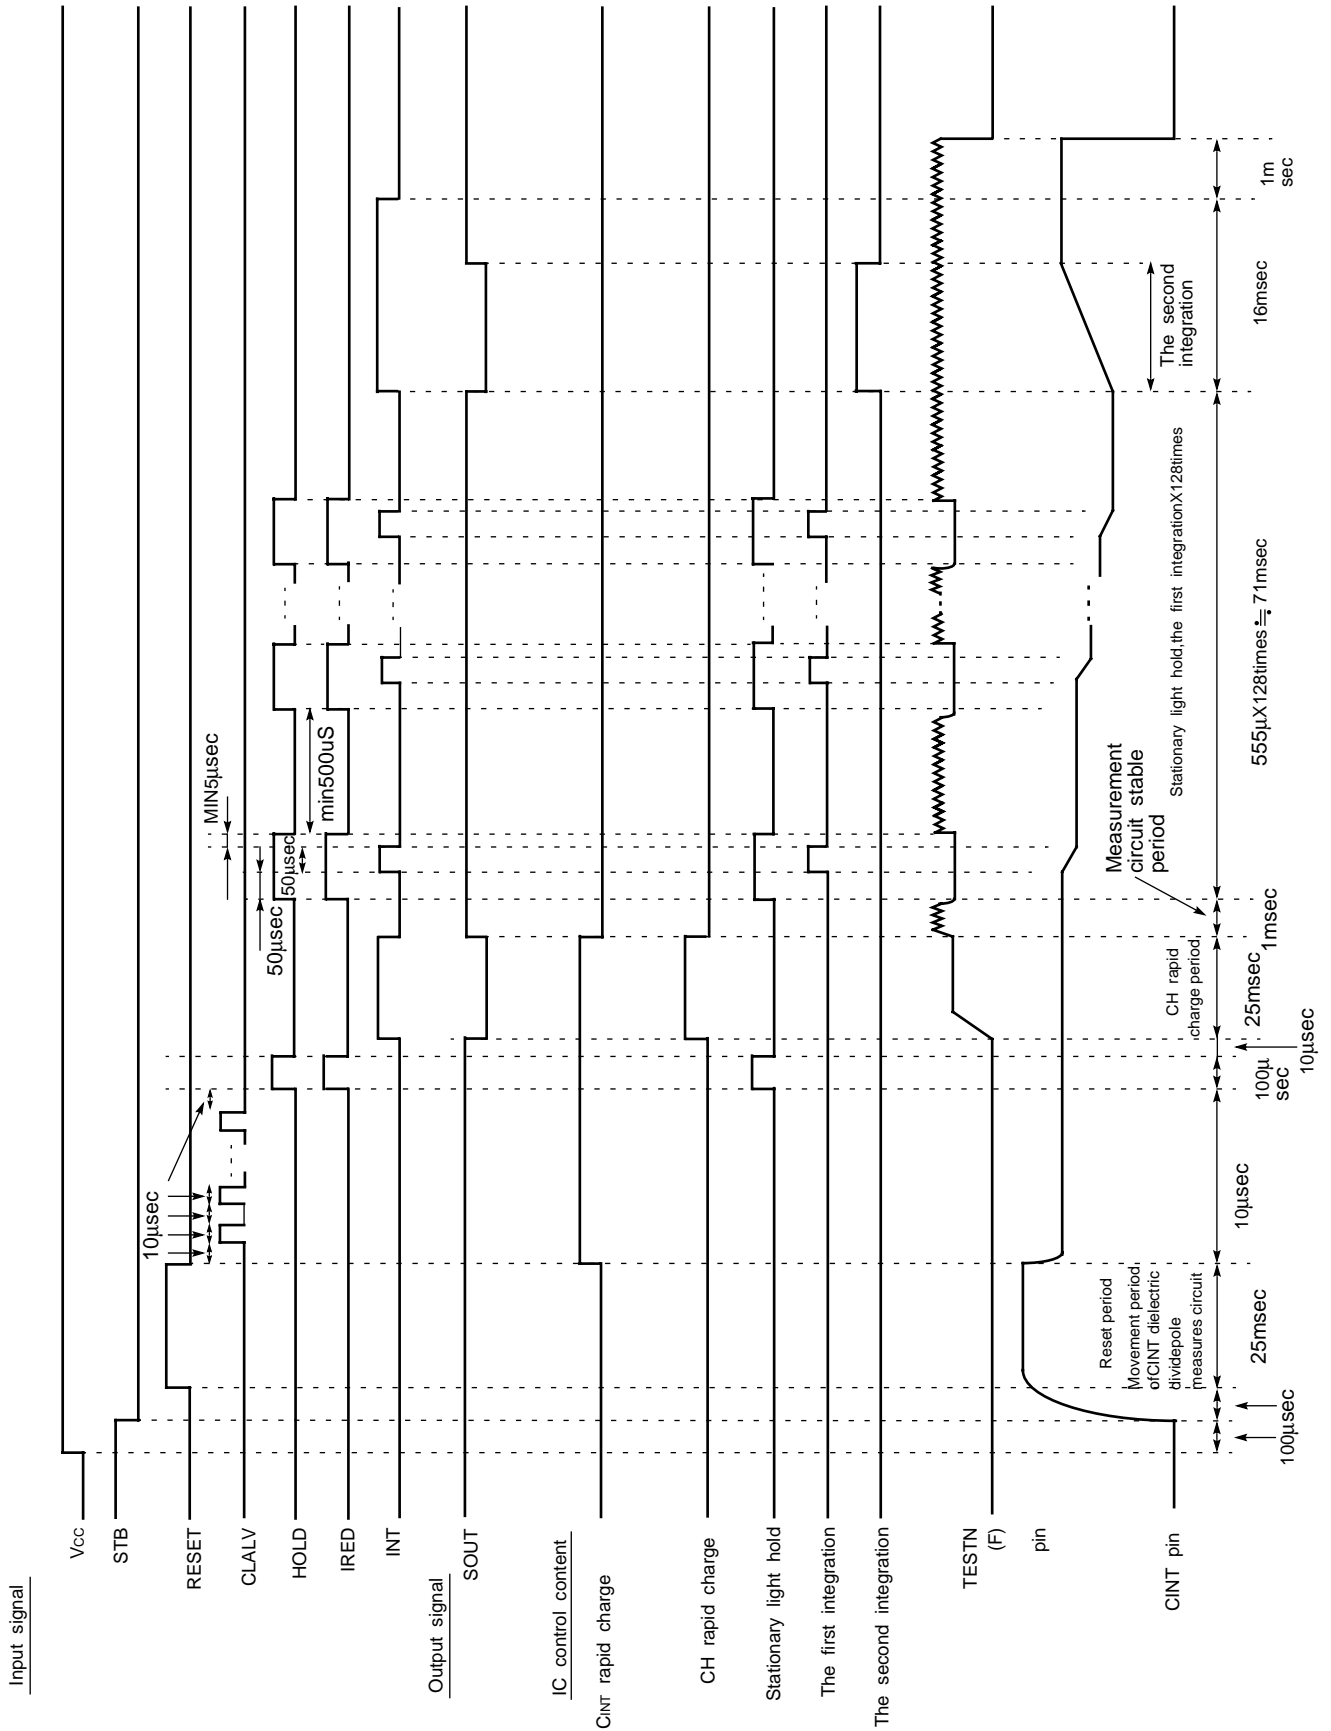 Input signal
Vcc
STB
RESET
CLALV
HOLD
IRED
INT
Output signal
SOUT
IC control content
CINT rapid charge
CH rapid charge
Stationary light hold
The first integration
The second integration
TESTN
(F)
pin
CINT pin
10μsec
50μsec
50μsec
MIN5μsec
min500uS
Reset period
Movement period
ofCINT dielectric
dividepole
measures circuit
CH rapid
charge period
Measurement
circuit stable
period
Stationary light hold,the first integrationX128times
The second
integration
100μsec
25msec
10μsec
100μ
sec
10μsec
25msec
1msec
555μX128times≒71msec
16msec
1m
sec